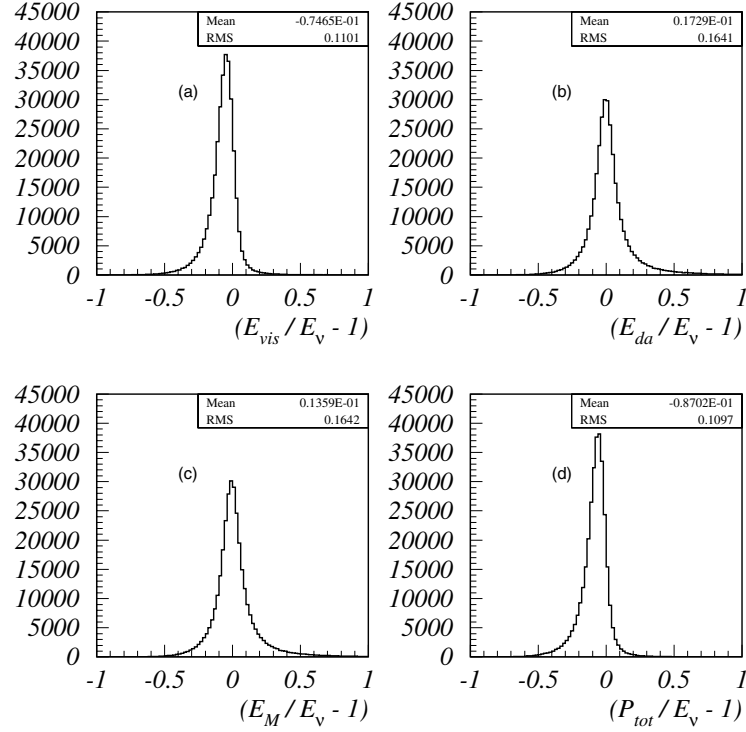 45000
40000
35000
30000
25000
20000
15000
10000
5000
0
-1 -0.5 0 0.5 1
Mean -0.7465E-01
RMS 0.1101
(a)
(E_vis / E_ν - 1)
45000
40000
35000
30000
25000
20000
15000
10000
5000
0
-1 -0.5 0 0.5 1
Mean 0.1729E-01
RMS 0.1641
(b)
(E_da / E_ν - 1)
45000
40000
35000
30000
25000
20000
15000
10000
5000
0
-1 -0.5 0 0.5 1
Mean 0.1359E-01
RMS 0.1642
(c)
(E_M / E_ν - 1)
45000
40000
35000
30000
25000
20000
15000
10000
5000
0
-1 -0.5 0 0.5 1
Mean -0.8702E-01
RMS 0.1097
(d)
(P_tot / E_ν - 1)